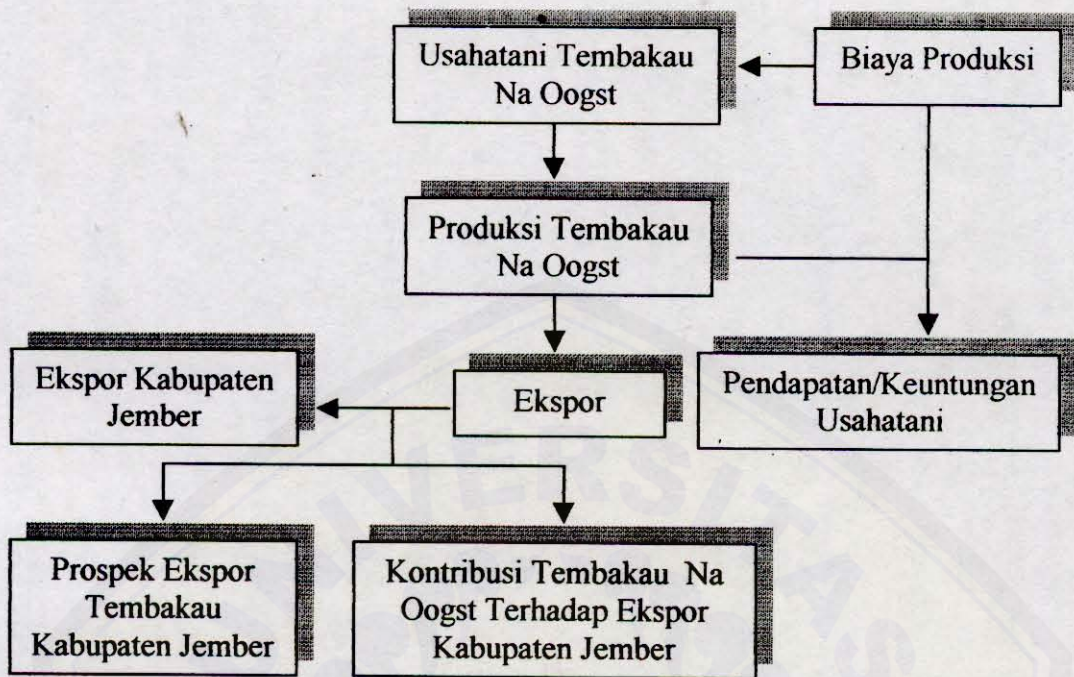 Usahatani Tembakau
Na Oogst
Biaya Produksi
Produksi Tembakau
Na Oogst
Ekspor Kabupaten
Jember
Ekspor
Pendapatan/Keuntungan
Usahatani
Prospek Ekspor
Tembakau
Kabupaten Jember
Kontribusi Tembakau Na
Oogst Terhadap Ekspor
Kabupaten Jember
UNIVERSITAS